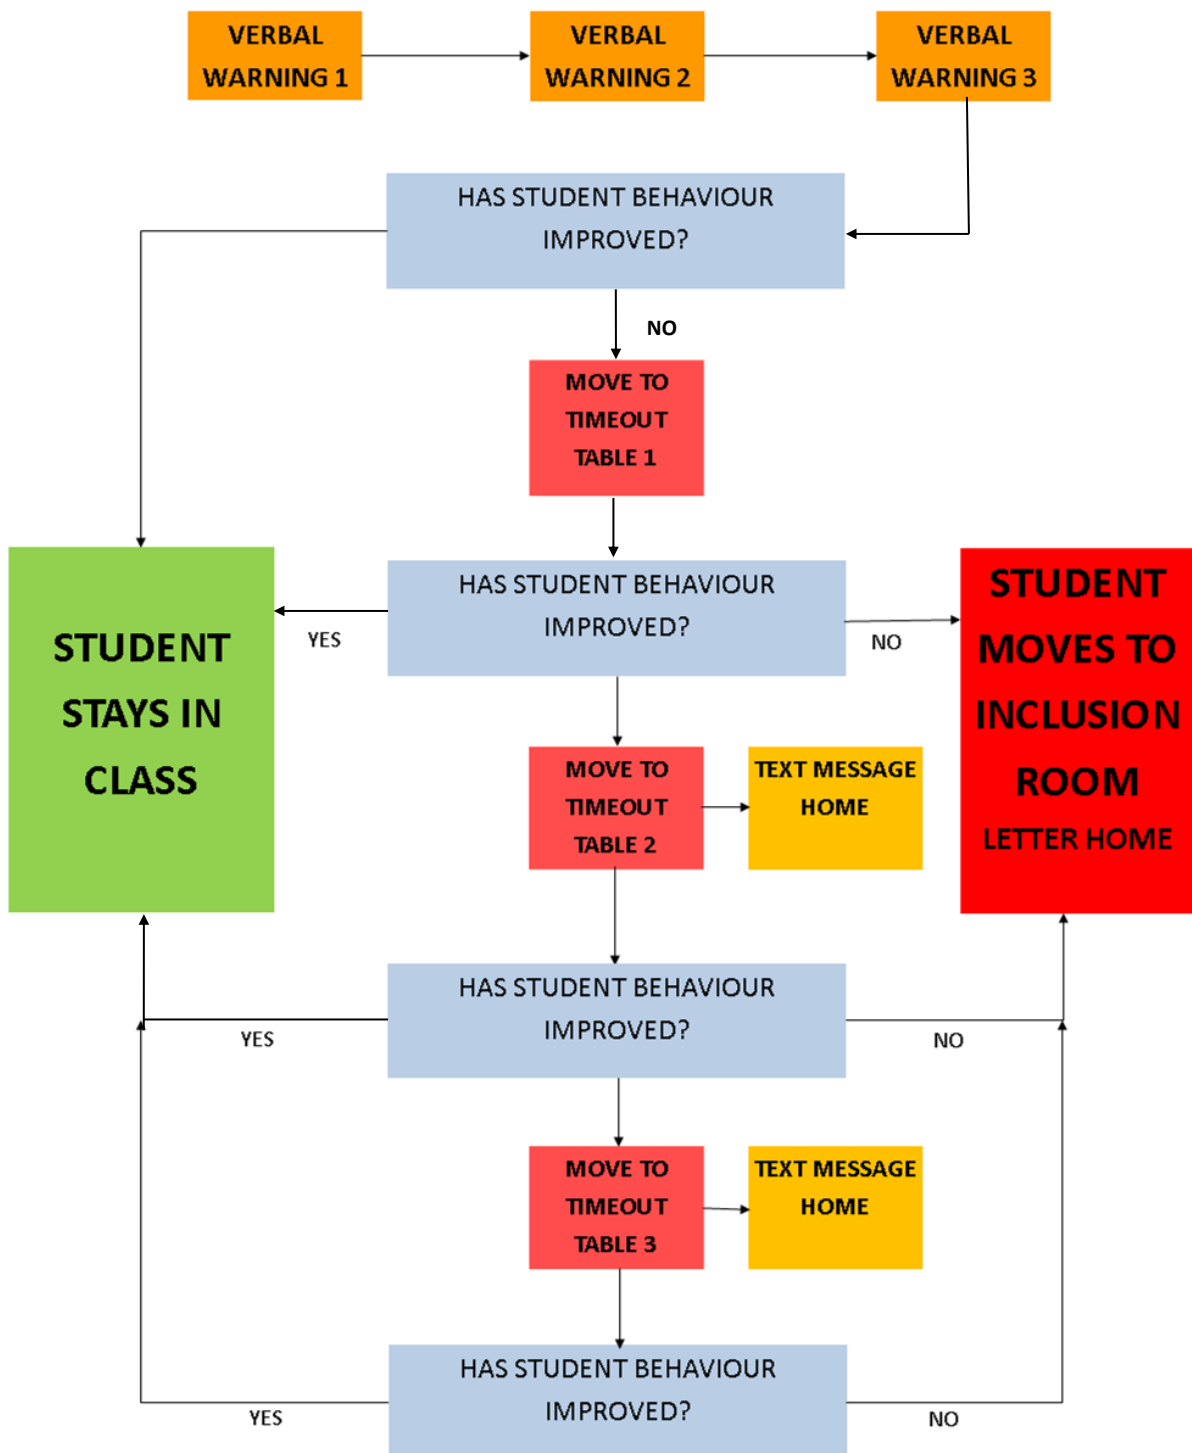 VERBAL
WARNING 1
VERBAL
WARNING 2
VERBAL
WARNING 3
HAS STUDENT BEHAVIOUR
IMPROVED?
NO
MOVE TO
TIMEOUT
TABLE 1
HAS STUDENT BEHAVIOUR
IMPROVED?
YES
NO
STUDENT
STAYS IN
CLASS
STUDENT
MOVES TO
INCLUSION
ROOM
LETTER HOME
MOVE TO
TIMEOUT
TABLE 2
TEXT MESSAGE
HOME
HAS STUDENT BEHAVIOUR
IMPROVED?
YES
NO
MOVE TO
TIMEOUT
TABLE 3
TEXT MESSAGE
HOME
HAS STUDENT BEHAVIOUR
IMPROVED?
YES
NO